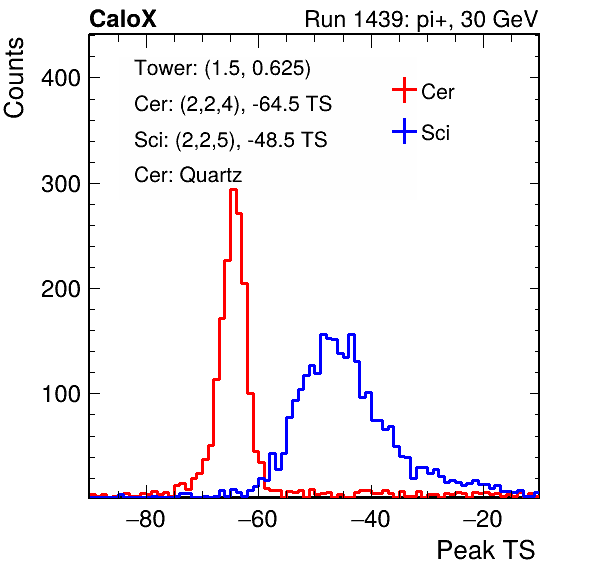 CaloX Run 1439: pi+, 30 GeV
Counts
Tower: (1.5, 0.625)
Cer: (2,2,4), -64.5 TS
Sci: (2,2,5), -48.5 TS
Cer: Quartz
Cer
Sci
400
300
200
100
−80 −60 −40 −20
Peak TS